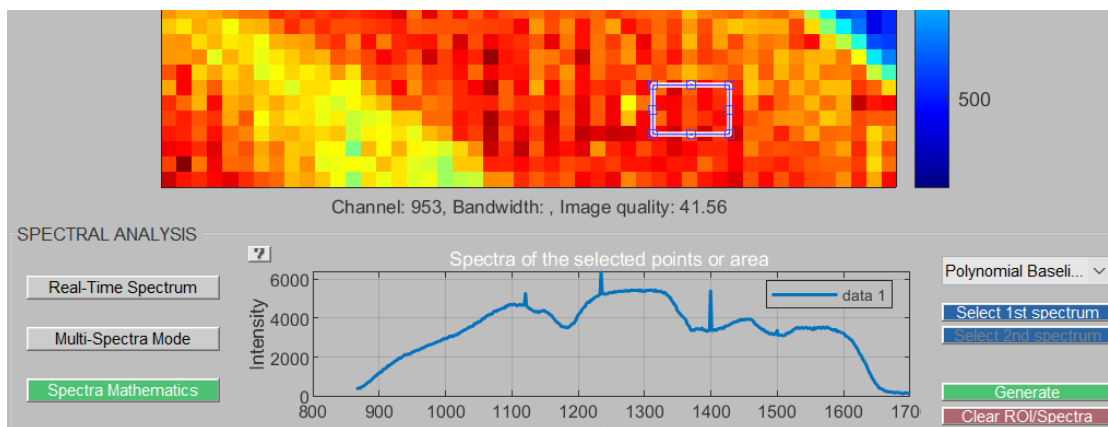 500
Channel: 953, Bandwidth: , Image quality: 41.56
SPECTRAL ANALYSIS
?
Spectra of the selected points or area
Real-Time Spectrum
Multi-Spectra Mode
Spectra Mathematics
Intensity
6000
4000
2000
0
800 900 1000 1100 1200 1300 1400 1500 1600 1700
data 1
Polynomial Baseli...
Select 1st spectrum
Select 2nd spectrum
Generate
Clear ROI/Spectra